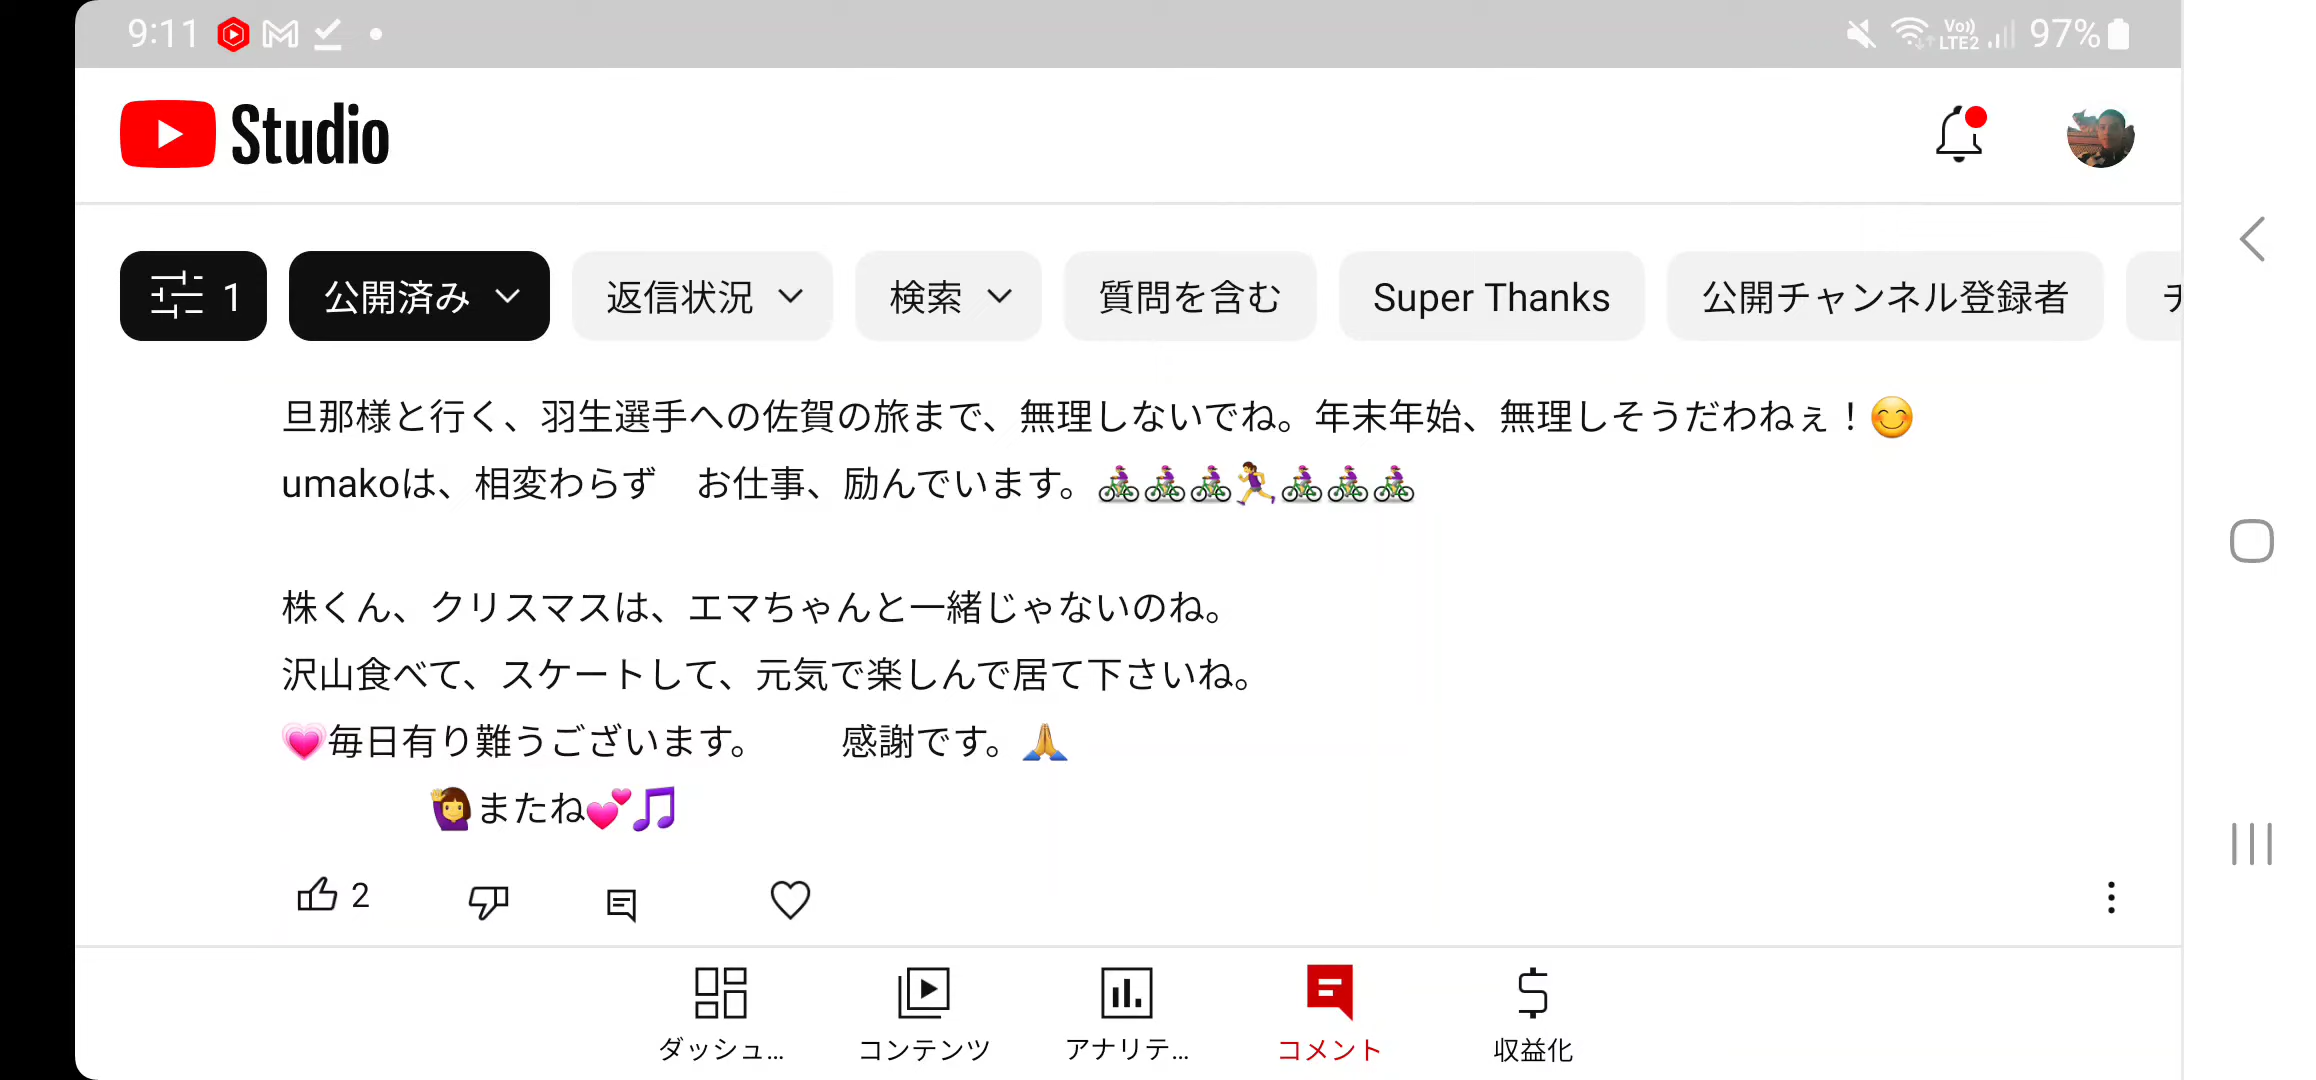 9:11
Vo)) LTE2
97%
Studio
1
公開済み
返信状況
検索
質問を含む
Super Thanks
公開チャンネル登録者
旦那様と行く、羽生選手への佐賀の旅まで、無理しないでね。年末年始、無理しそうだわねぇ！😊
umakoは、相変わらず　お仕事、励んでいます。🚴‍♀️🚴‍♀️🚴‍♀️🏃‍♀️🚴‍♀️🚴‍♀️🚴‍♀️
株くん、クリスマスは、エマちゃんと一緒じゃないのね。
沢山食べて、スケートして、元気で楽しんで居て下さいね。
💗毎日有り難うございます。　　感謝です。🙏
🙋‍♀️またね💕🎵
2
ダッシュ...
コンテンツ
アナリテ...
コメント
収益化